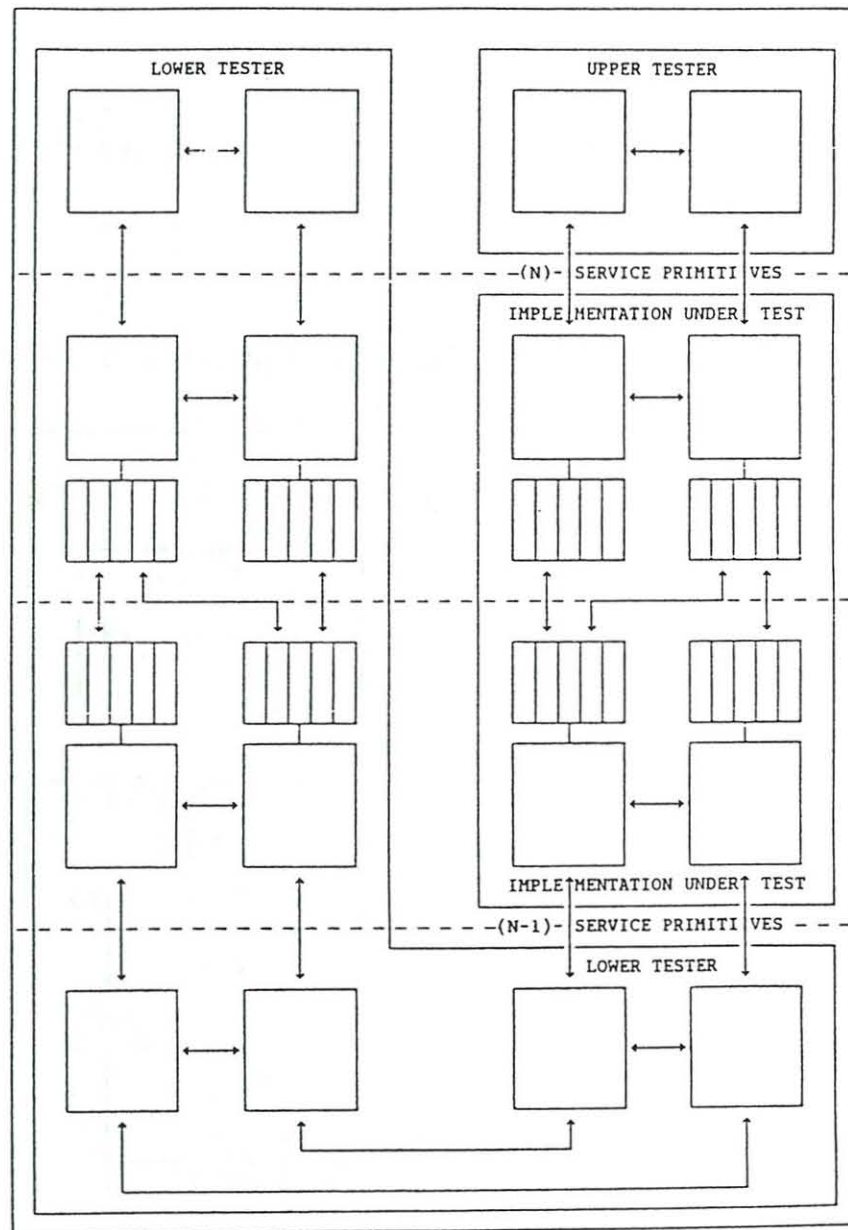 LOWER TESTER
UPPER TESTER
(N)- SERVICE PRIMITIVES
IMPLEMENTATION UNDER TEST
IMPLEMENTATION UNDER TEST
(N-1)- SERVICE PRIMITIVES
LOWER TESTER